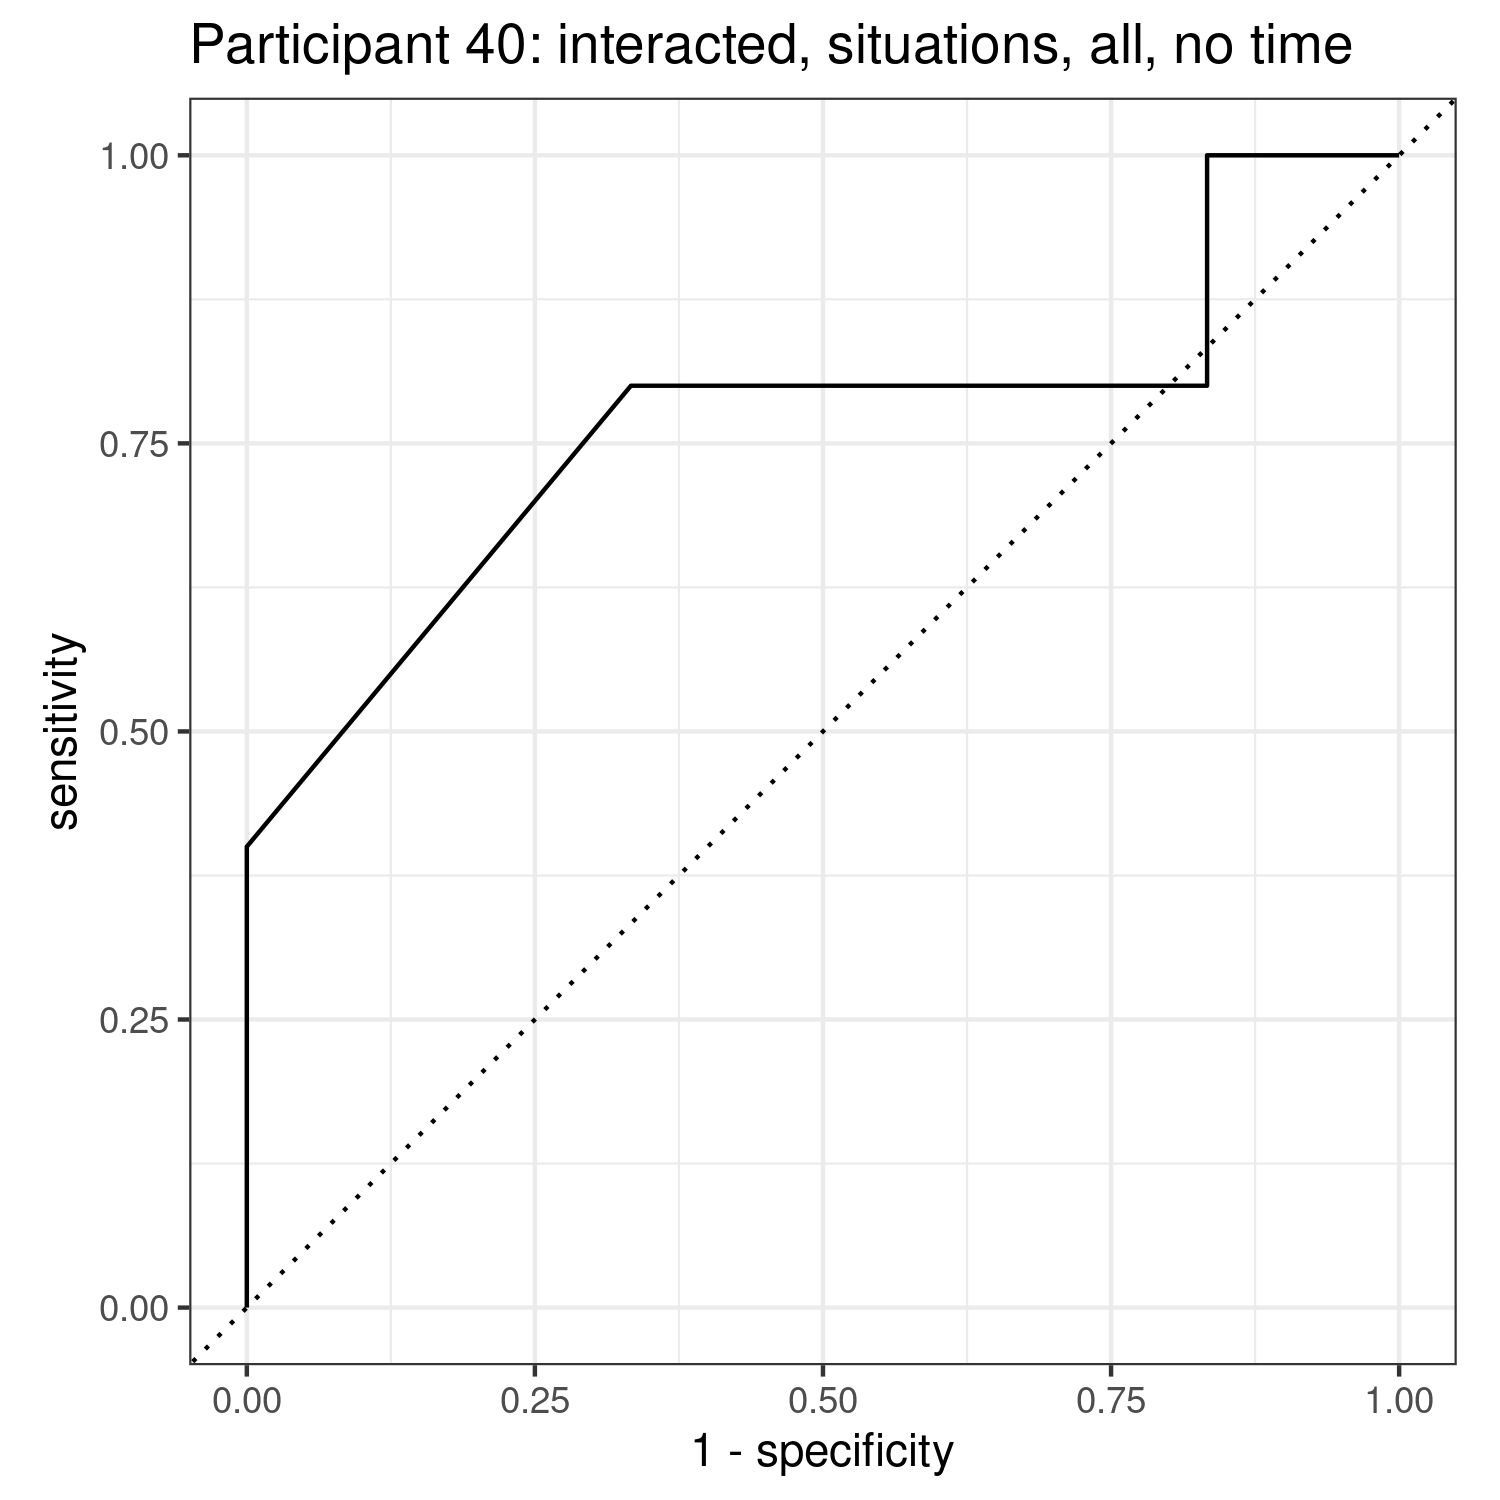 Participant 40: interacted, situations, all, no time
sensitivity
1.00
0.75
0.50
0.25
0.00
0.00 0.25 0.50 0.75 1.00
1 - specificity